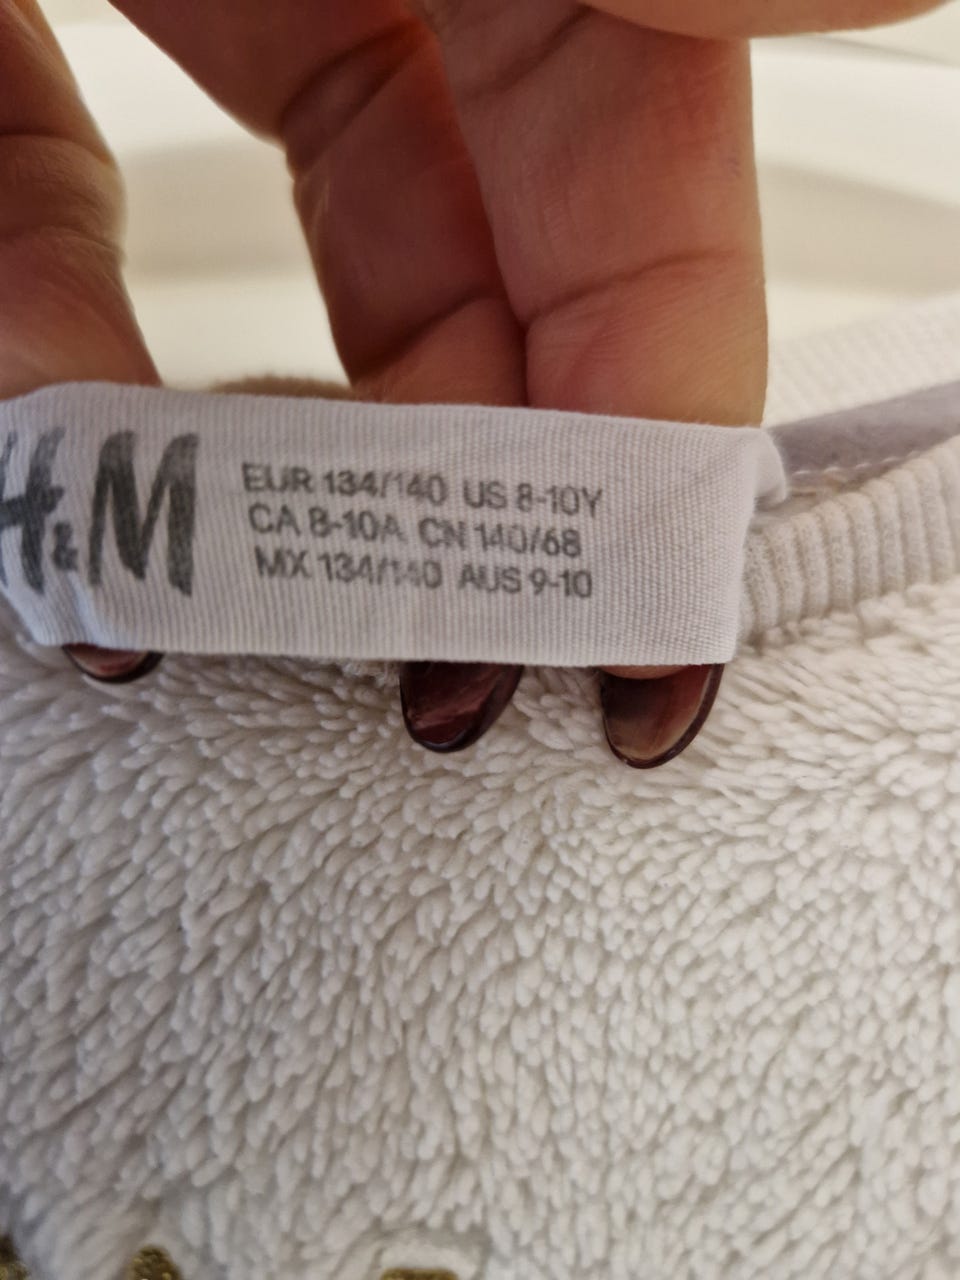 H&M
EUR 134/140 US 8-10Y
CA 8-10A CN 140/68
MX 134/140 AUS 9-10